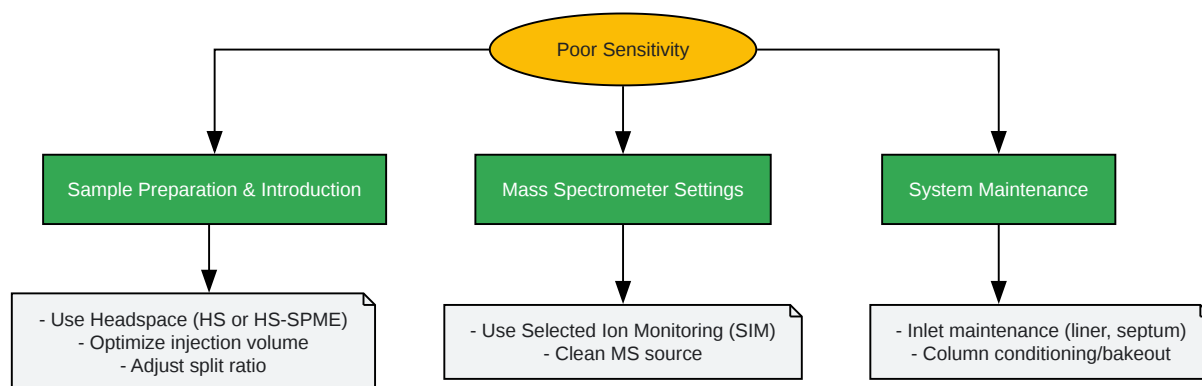 Poor Sensitivity
Sample Preparation & Introduction
Mass Spectrometer Settings
System Maintenance
- Use Headspace (HS or HS-SPME)
- Optimize injection volume
- Adjust split ratio
- Use Selected Ion Monitoring (SIM)
- Clean MS source
- Inlet maintenance (liner, septum)
- Column conditioning/bakeout